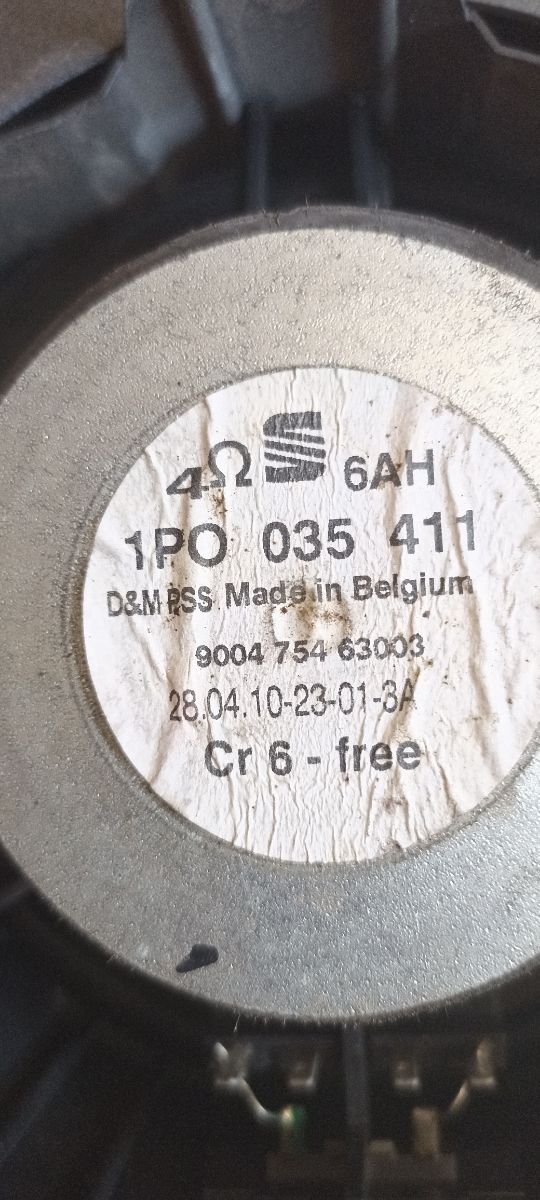 4Ω 6AH
1PO 035 411
D&M PSS Made in Belgium
9004 754 63003
28.04.10-23-01-3A
Cr 6 - free